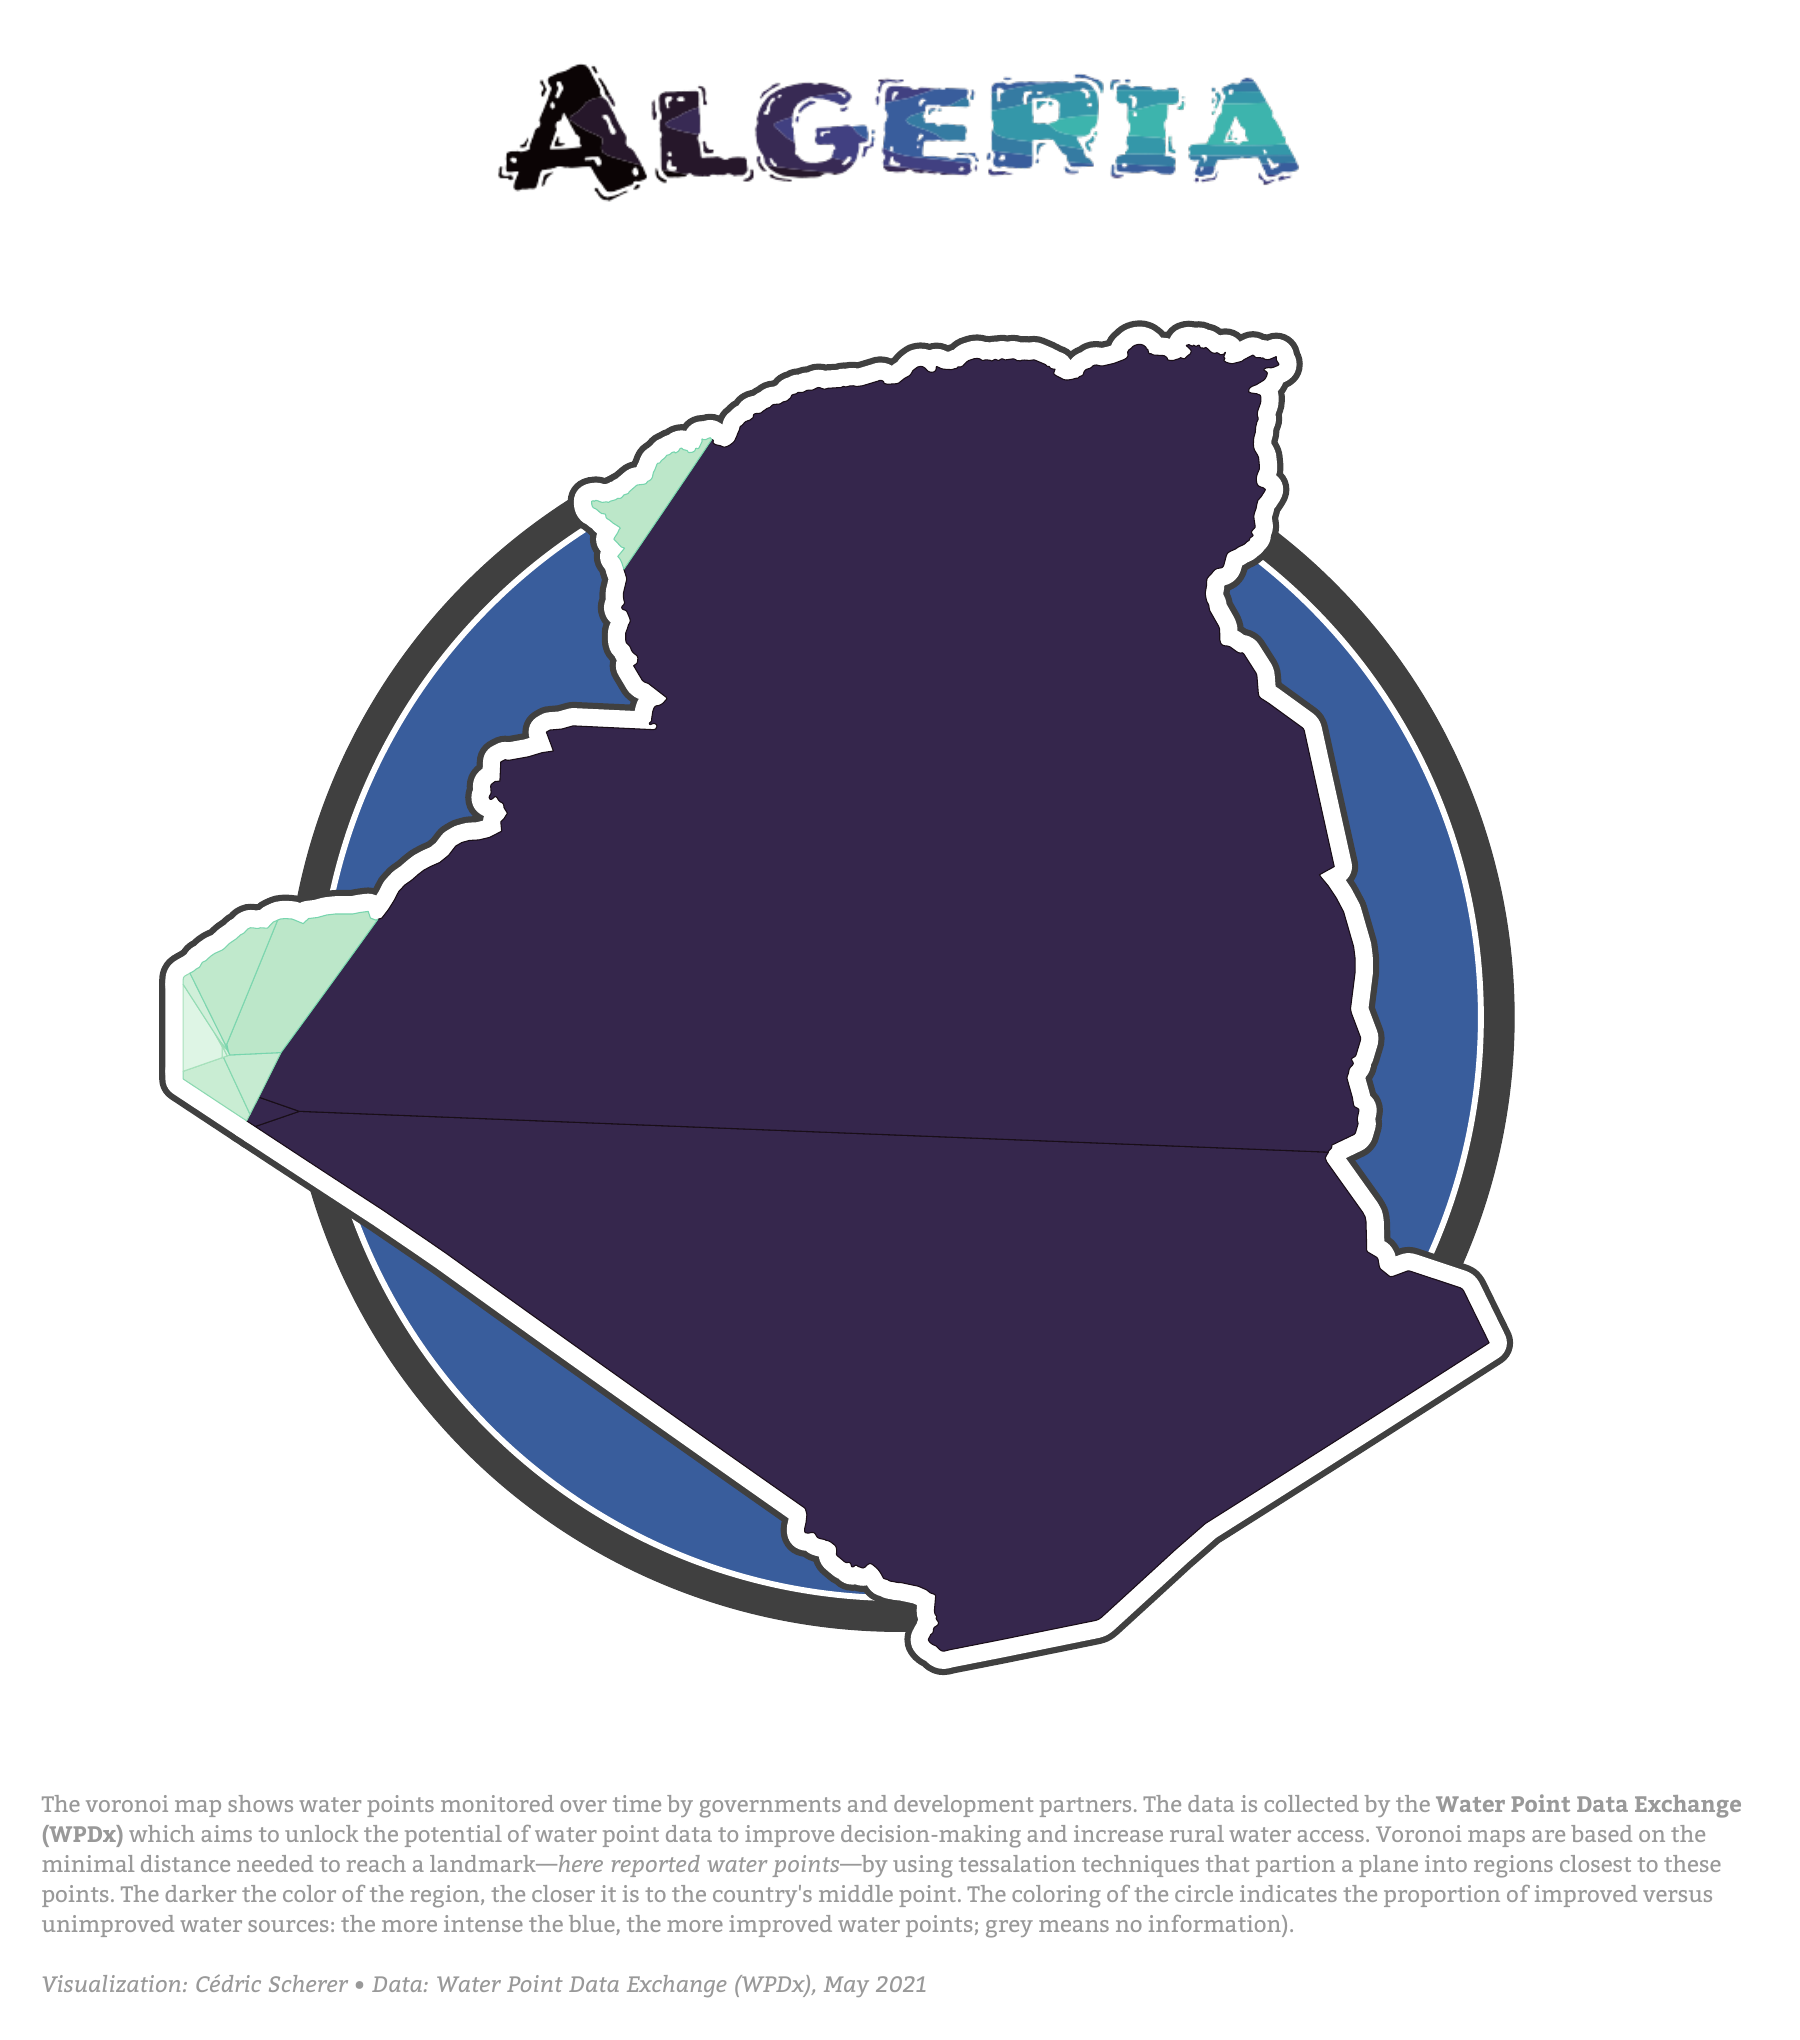 ALGERIA
The voronoi map shows water points monitored over time by governments and development partners. The data is collected by the Water Point Data Exchange
(WPDx) which aims to unlock the potential of water point data to improve decision-making and increase rural water access. Voronoi maps are based on the
minimal distance needed to reach a landmark—here reported water points—by using tessalation techniques that partion a plane into regions closest to these
points. The darker the color of the region, the closer it is to the country's middle point. The coloring of the circle indicates the proportion of improved versus
unimproved water sources: the more intense the blue, the more improved water points; grey means no information).
Visualization: Cédric Scherer • Data: Water Point Data Exchange (WPDx), May 2021